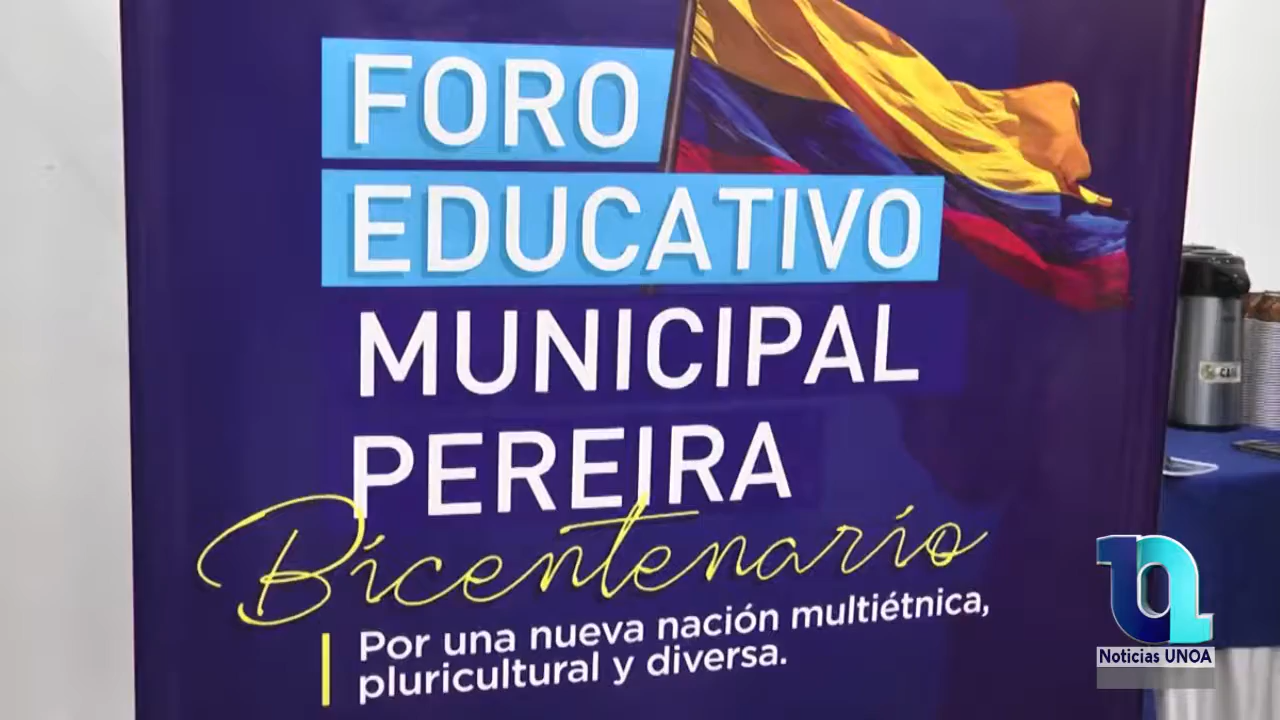 FORO
EDUCATIVO
MUNICIPAL
PEREIRA
Bicentenario
Por una nueva nación multiétnica,
pluricultural y diversa.
Noticias UNOA